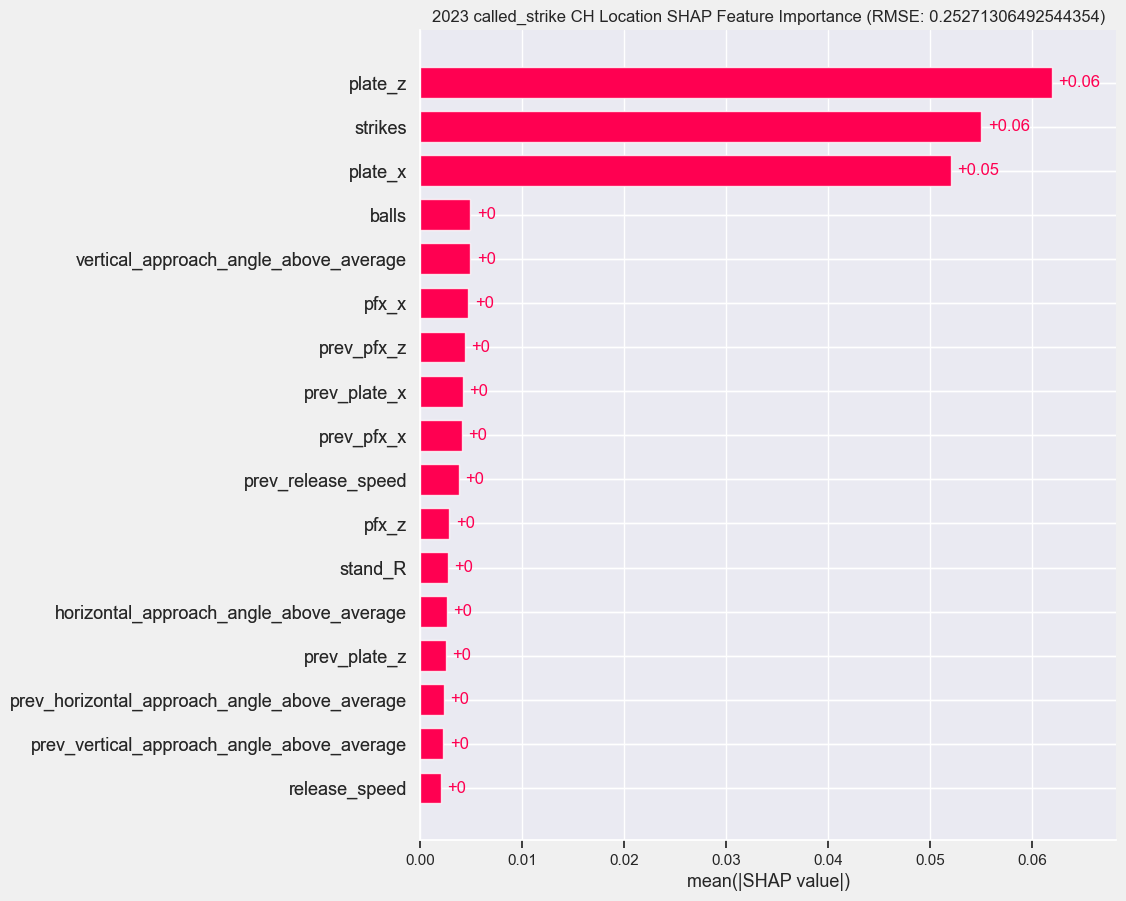 2023 called_strike CH Location SHAP Feature Importance (RMSE: 0.25271306492544354)
plate_z +0.06
strikes +0.06
plate_x +0.05
balls +0
vertical_approach_angle_above_average +0
pfx_x +0
prev_pfx_z +0
prev_plate_x +0
prev_pfx_x +0
prev_release_speed +0
pfx_z +0
stand_R +0
horizontal_approach_angle_above_average +0
prev_plate_z +0
prev_horizontal_approach_angle_above_average +0
prev_vertical_approach_angle_above_average +0
release_speed +0
0.00 0.01 0.02 0.03 0.04 0.05 0.06
mean(|SHAP value|)